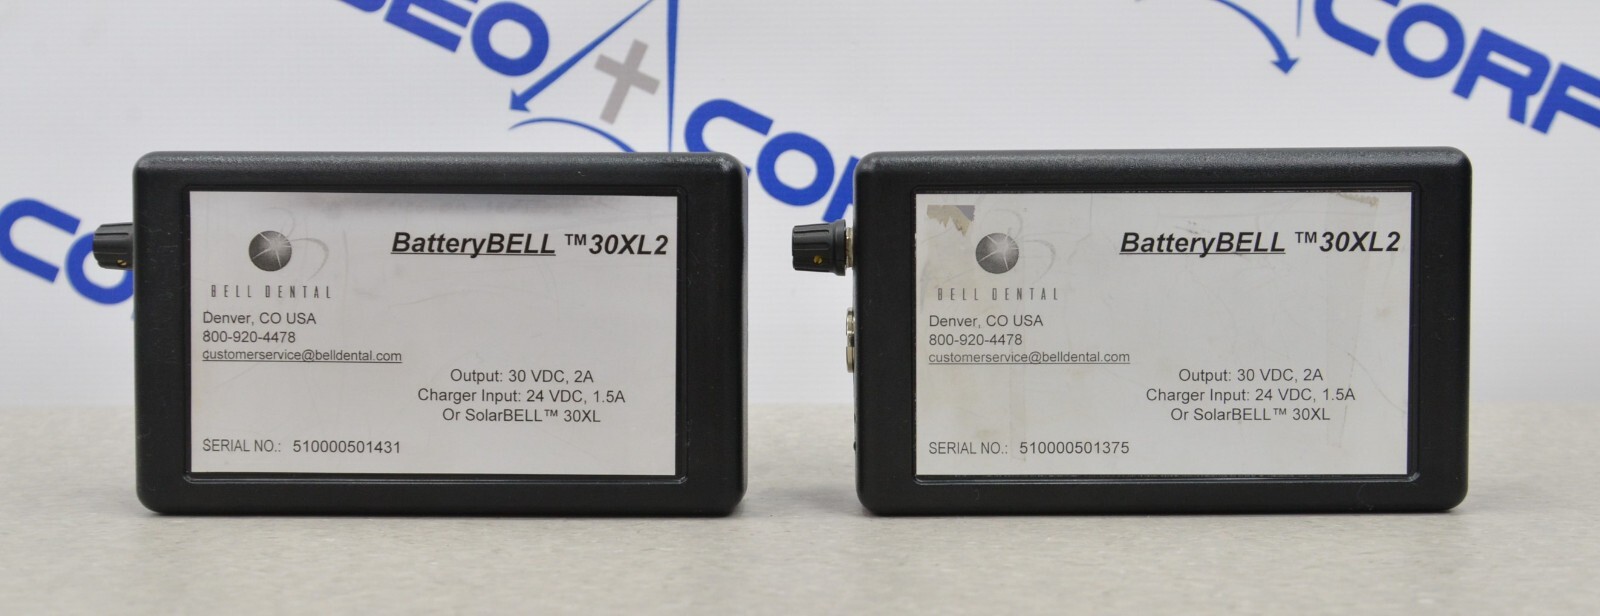 EO
COR
CORP
BELL DENTAL
BatteryBELL ™30XL2
Denver, CO USA
800-920-4478
customerservice@belldental.com
Output: 30 VDC, 2A
Charger Input: 24 VDC, 1.5A
Or SolarBELL™ 30XL
SERIAL NO.: 510000501431
BELL DENTAL
BatteryBELL ™30XL2
Denver, CO USA
800-920-4478
customerservice@belldental.com
Output: 30 VDC, 2A
Charger Input: 24 VDC, 1.5A
Or SolarBELL™ 30XL
SERIAL NO.: 510000501375